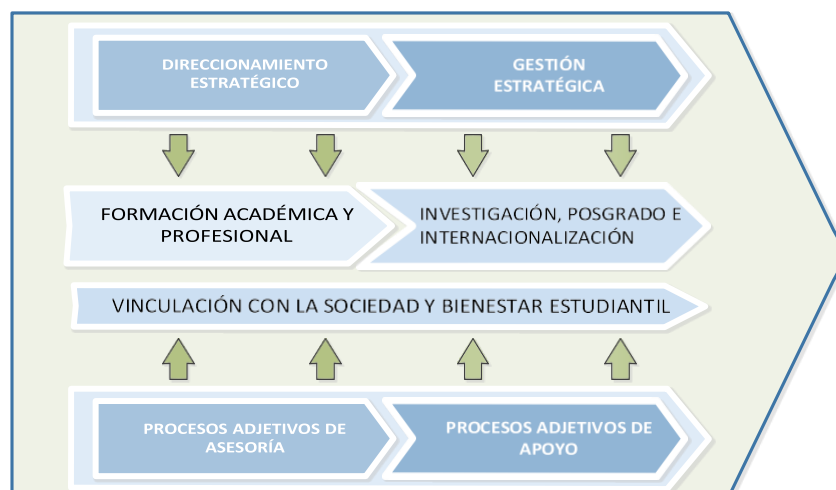 DIRECCIONAMIENTO
ESTRATÉGICO
GESTIÓN
ESTRATÉGICA
FORMACIÓN ACADÉMICA Y
PROFESIONAL
INVESTIGACIÓN, POSGRADO E
INTERNACIONALIZACIÓN
VINCULACIÓN CON LA SOCIEDAD Y BIENESTAR ESTUDIANTIL
PROCESOS ADJETIVOS DE
ASESORÍA
PROCESOS ADJETIVOS DE
APOYO